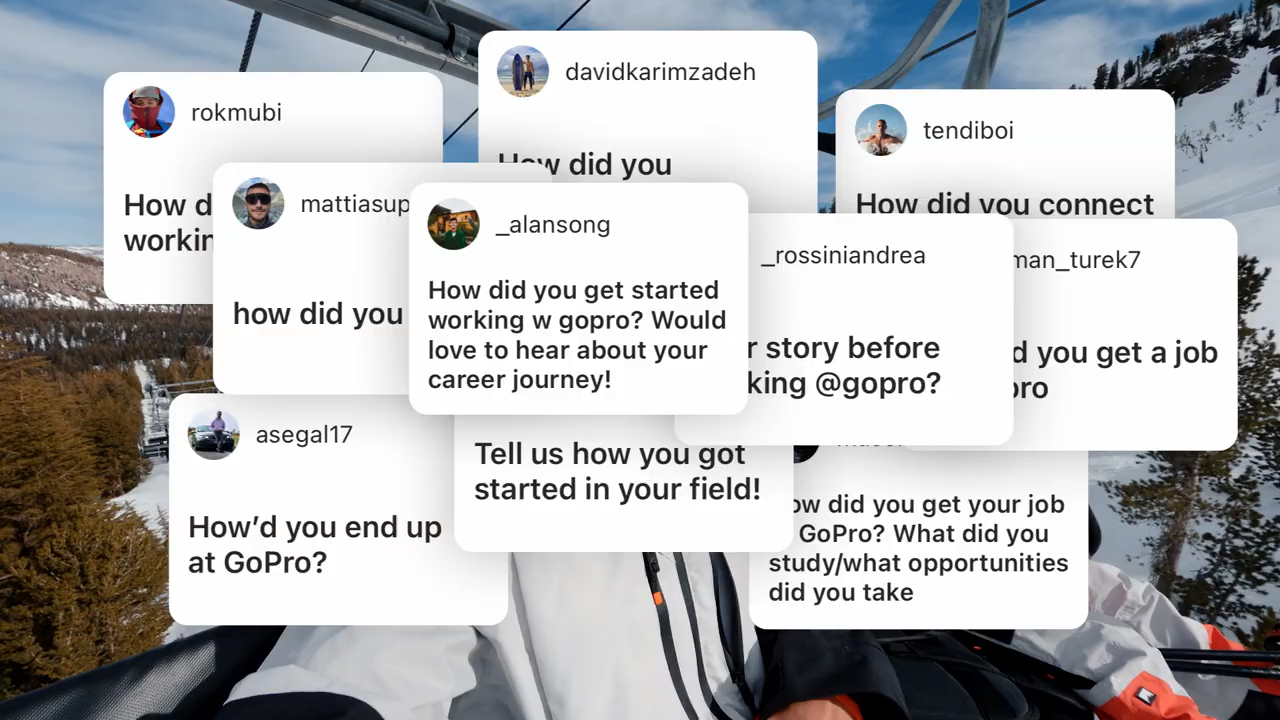 rokmubi
How d
workin
davidkarimzadeh
How did you
tendiboi
How did you connect
mattiasup
how did you
_alansong
How did you get started
working w gopro? Would
love to hear about your
career journey!
_rossiniandrea
r story before
king @gopro?
man_turek7
d you get a job
pro
asegal17
How’d you end up
at GoPro?
Tell us how you got
started in your field!
ow did you get your job
GoPro? What did you
study/what opportunities
did you take